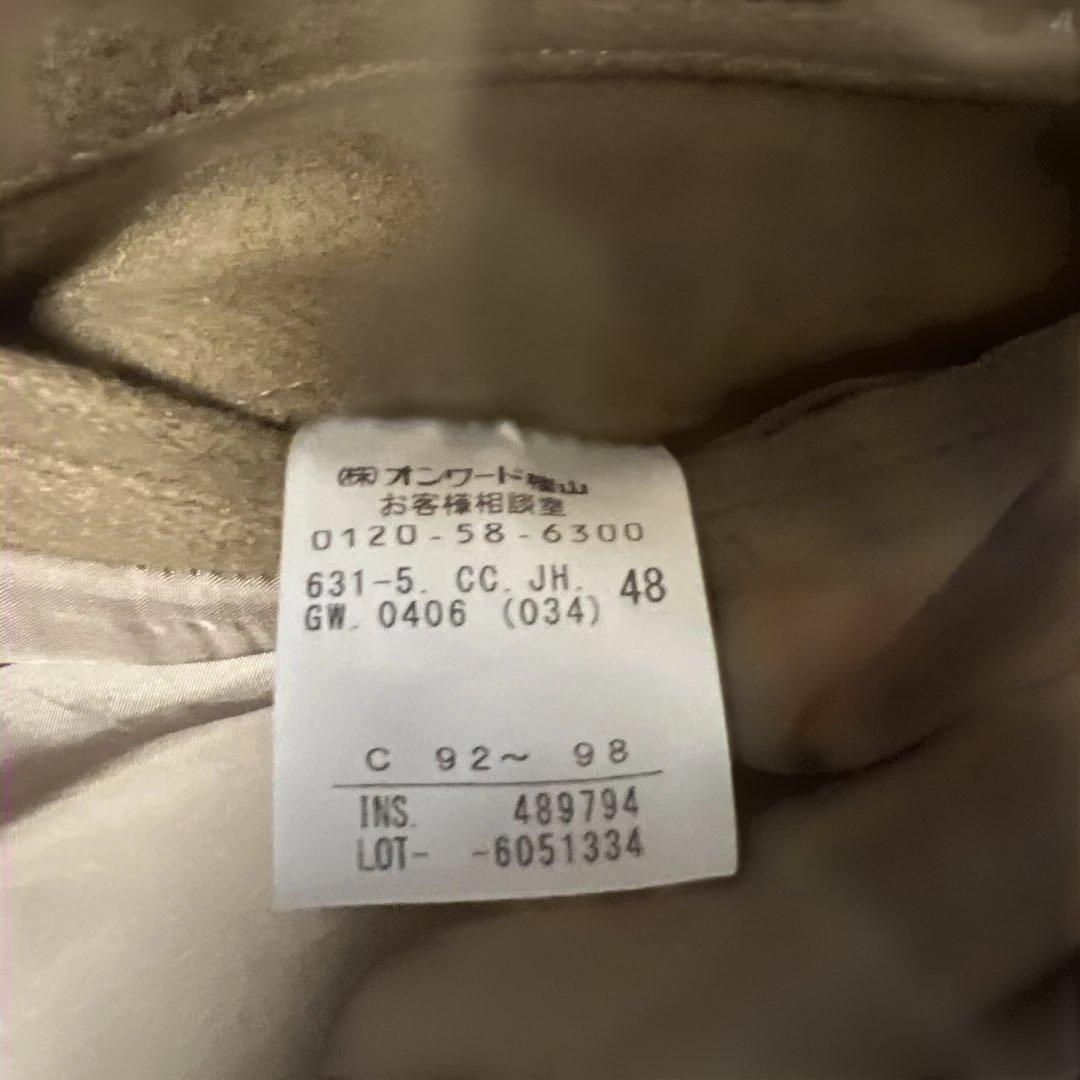 (株)オンワード樫山
お客様相談室
0120-58-6300
631-5. CC. JH. 48
GW. 0406 (034)
C 92~ 98
INS. 489794
LOT- -6051334